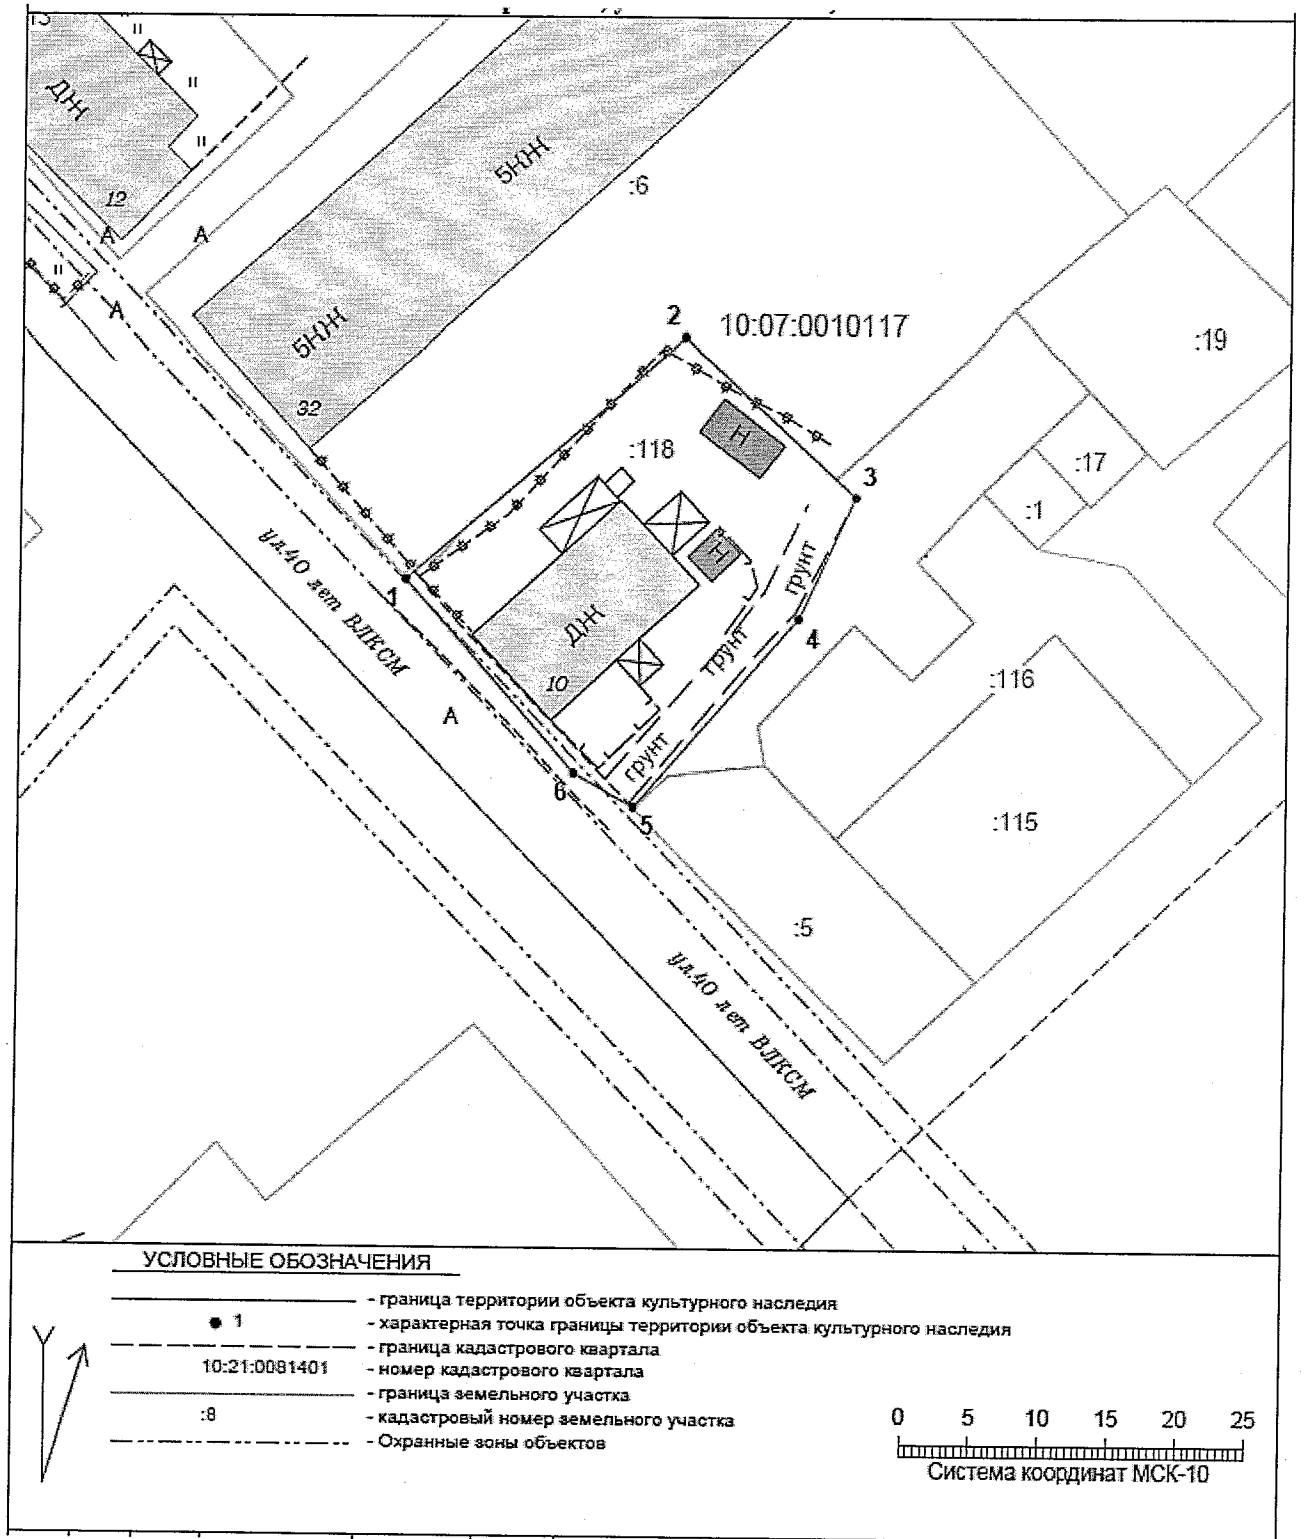 ДЖ
12
А
А
А
5КЖ
5КЖ
32
:6
2
10:07:0010117
:19
:118
Н
:17
3
:1
Н
грунт
1
ДЖ
4
грунт
ул.40 лет ВЛКСМ
10
:116
А
грунт
6
5
:115
:5
ул.40 лет ВЛКСМ
УСЛОВНЫЕ ОБОЗНАЧЕНИЯ
- граница территории объекта культурного наследия
1 - характерная точка границы территории объекта культурного наследия
- граница кадастрового квартала
10:21:0081401 - номер кадастрового квартала
- граница земельного участка
:8 - кадастровый номер земельного участка
- Охранные зоны объектов
0 5 10 15 20 25
Система координат МСК-10